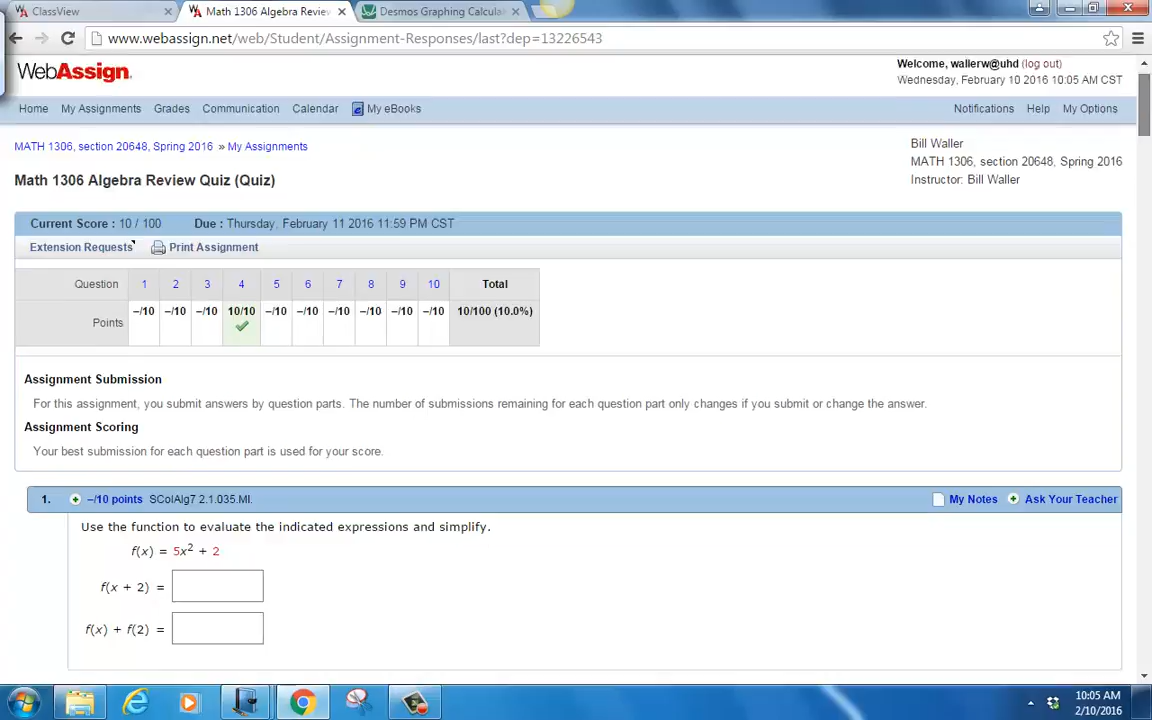 ClassView
Math 1306 Algebra Review
Desmos Graphing Calcula
www.webassign.net/web/Student/Assignment-Responses/last?dep=13226543
WebAssign.
Welcome, wallerw@uhd (log out)
Wednesday, February 10 2016 10:05 AM CST
Home My Assignments Grades Communication Calendar My eBooks Notifications Help My Options
MATH 1306, section 20648, Spring 2016 » My Assignments
Bill Waller
MATH 1306, section 20648, Spring 2016
Instructor: Bill Waller
Math 1306 Algebra Review Quiz (Quiz)
Current Score : 10 / 100 Due : Thursday, February 11 2016 11:59 PM CST
Extension Requests Print Assignment
Question 1 2 3 4 5 6 7 8 9 10 Total
Points –/10 –/10 –/10 10/10 –/10 –/10 –/10 –/10 –/10 –/10 10/100 (10.0%)
Assignment Submission
For this assignment, you submit answers by question parts. The number of submissions remaining for each question part only changes if you submit or change the answer.
Assignment Scoring
Your best submission for each question part is used for your score.
1. –/10 points SColAlg7 2.1.035.MI. My Notes Ask Your Teacher
Use the function to evaluate the indicated expressions and simplify.
f(x) = 5x² + 2
f(x + 2) =
f(x) + f(2) =
10:05 AM
2/10/2016